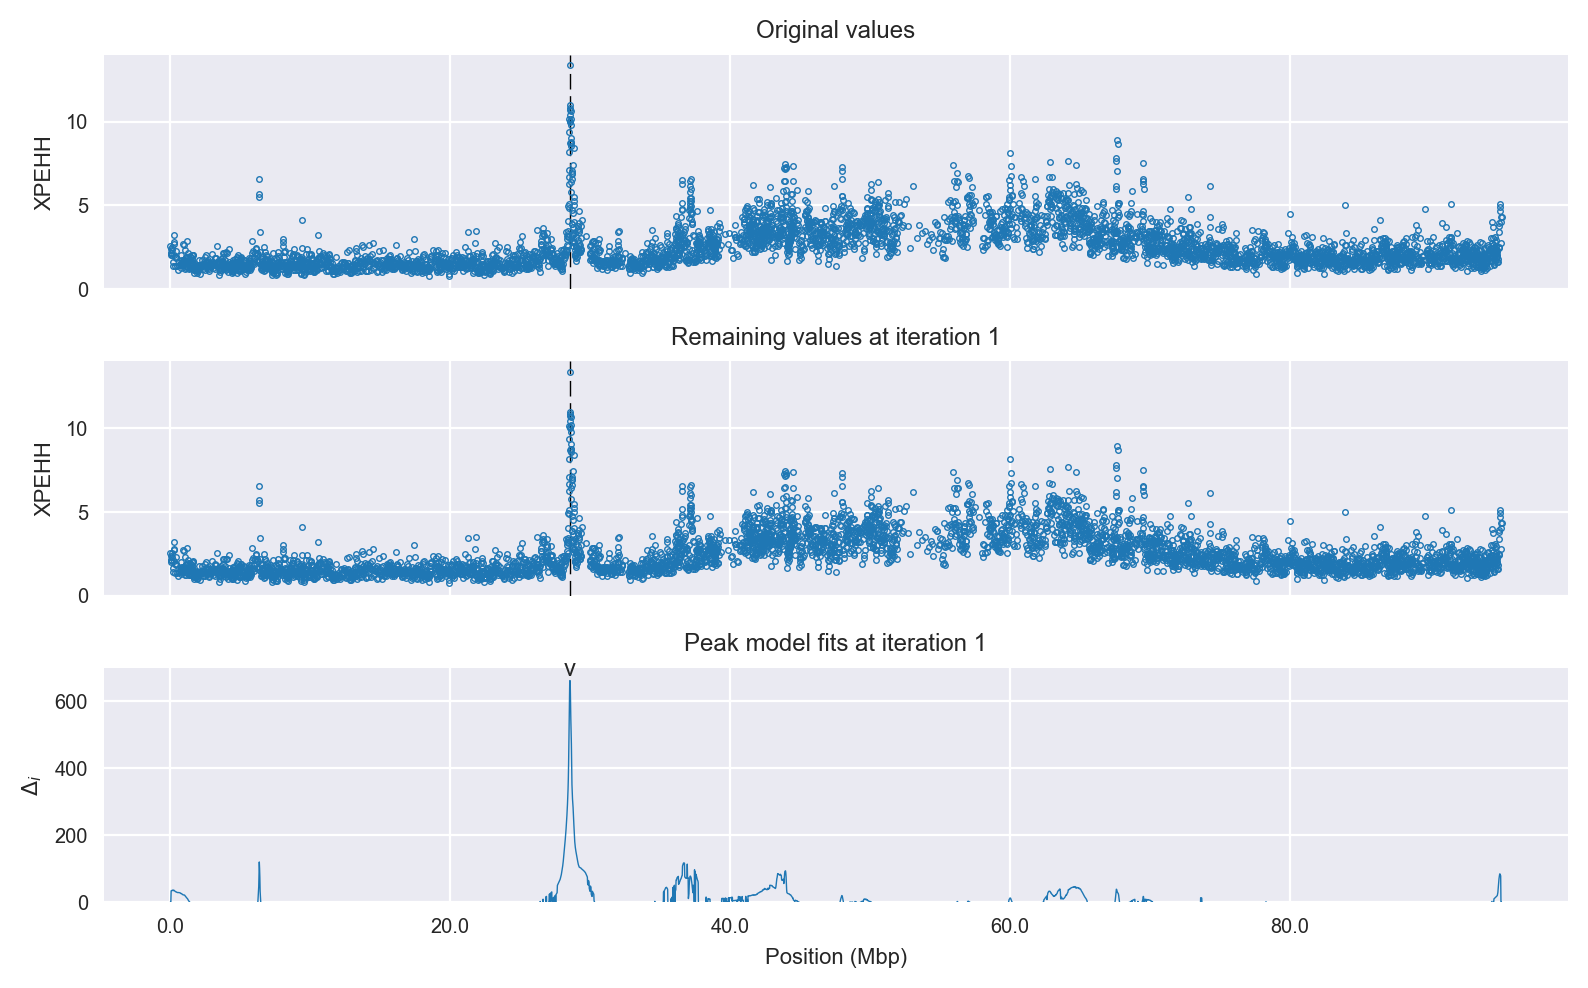 Original values
10
5
0
XPEHH
Remaining values at iteration 1
10
5
0
XPEHH
Peak model fits at iteration 1
v
600
400
200
0
Δi
0.0 20.0 40.0 60.0 80.0
Position (Mbp)